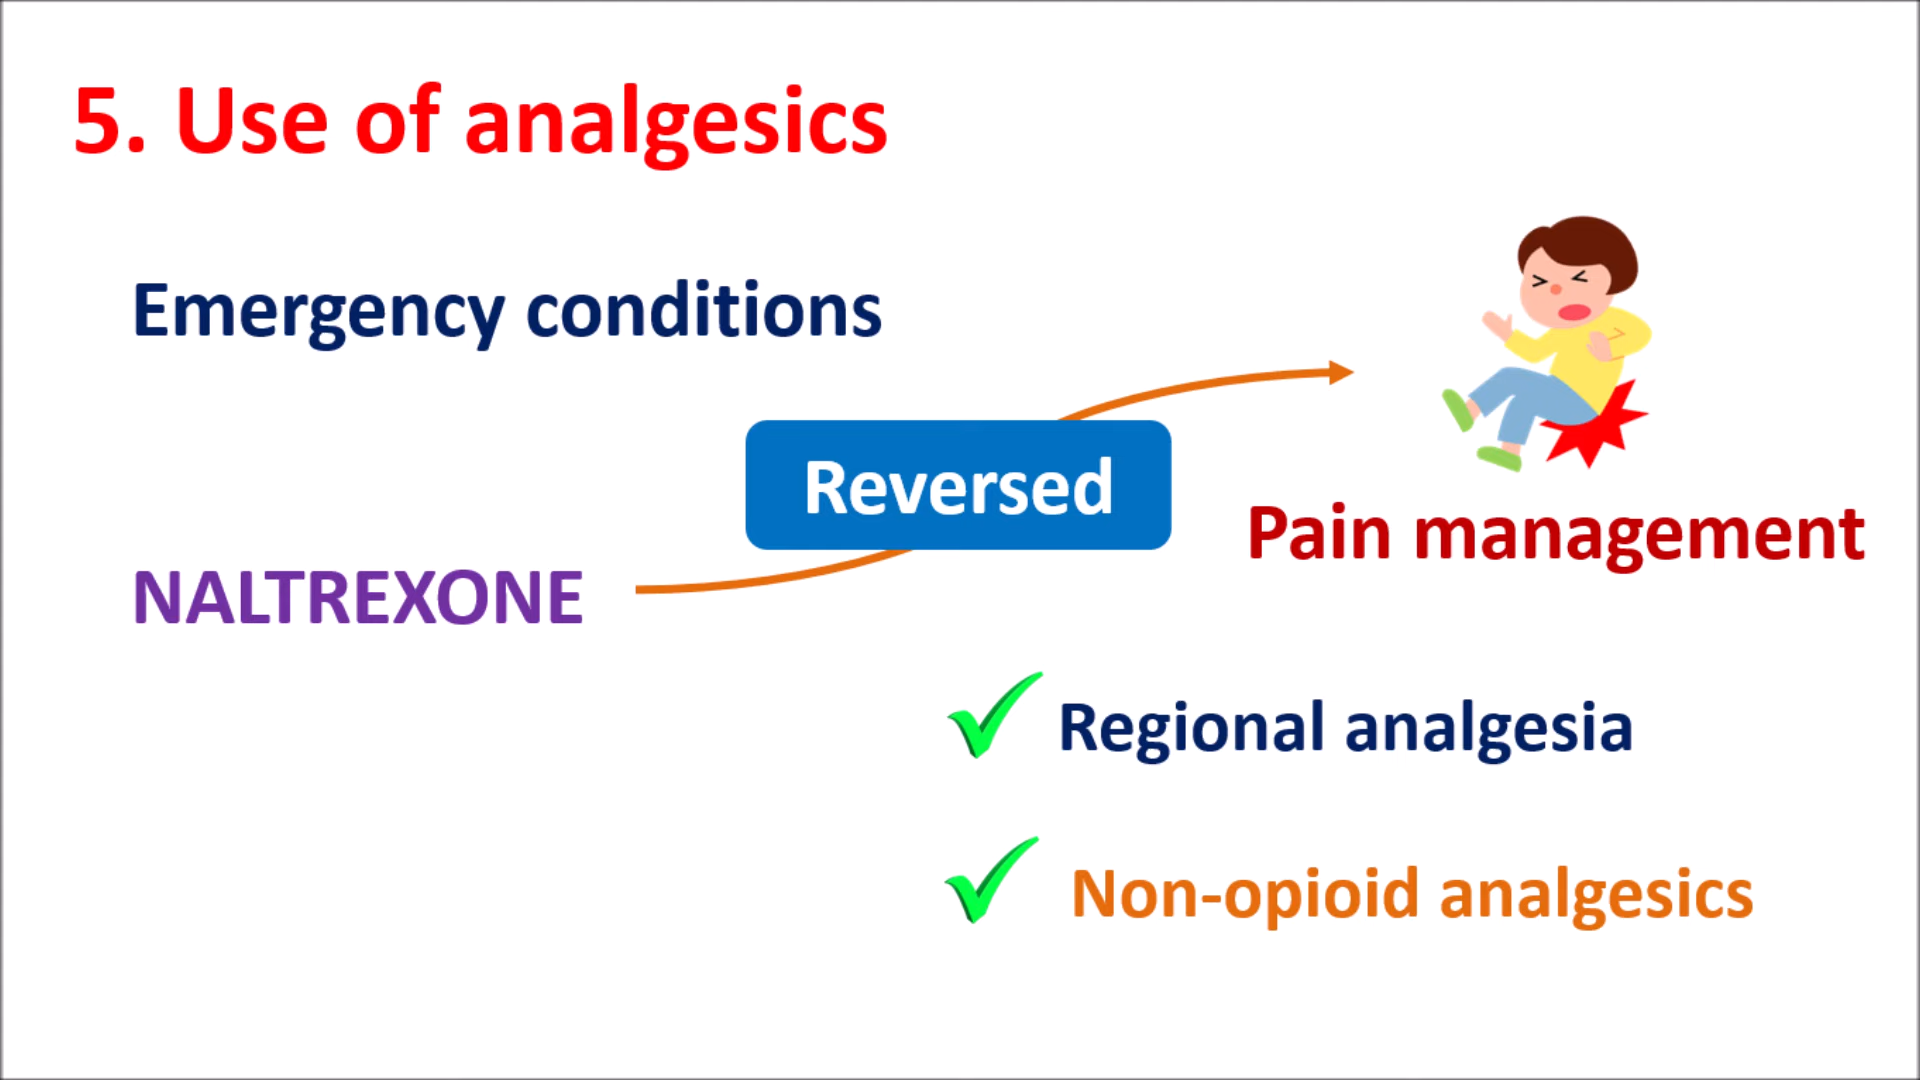 5. Use of analgesics
Emergency conditions
Reversed
Pain management
NALTREXONE
Regional analgesia
Non-opioid analgesics